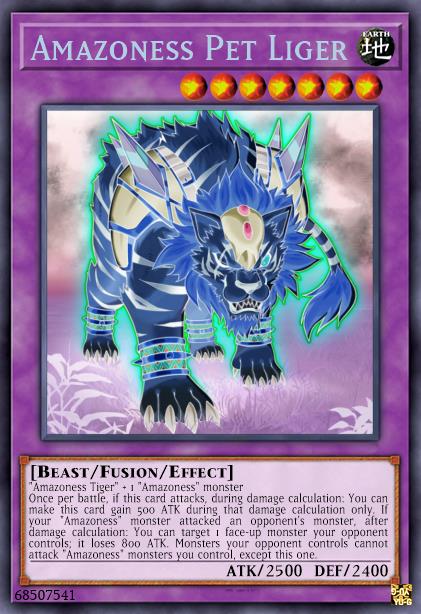 AMAZONESS PET LIGER
EARTH
地
[BEAST/FUSION/EFFECT]
"Amazoness Tiger" + 1 "Amazoness" monster
Once per battle, if this card attacks, during damage calculation: You can
make this card gain 500 ATK during that damage calculation only. If
your "Amazoness" monster attacked an opponent's monster, after
damage calculation: You can target 1 face-up monster your opponent
controls; it loses 800 ATK. Monsters your opponent controls cannot
attack "Amazoness" monsters you control, except this one.
ATK/2500 DEF/2400
68507541